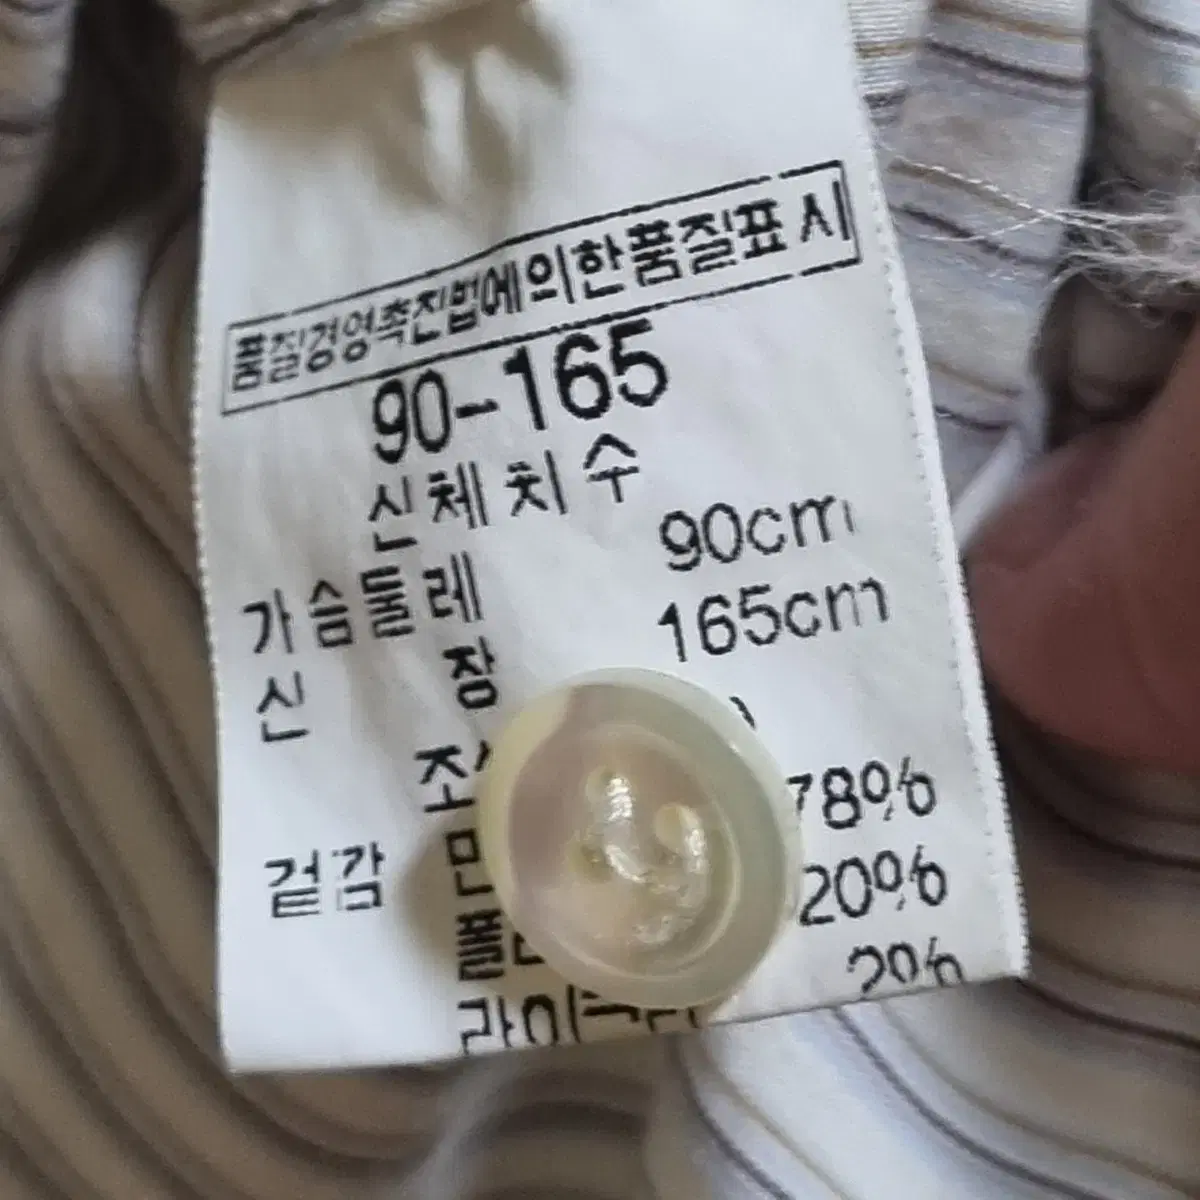 품질경영촉진법에의한품질표시
90-165
신체치수
가슴둘레 90cm
신 장 165cm
겉감 78%
20%
2%